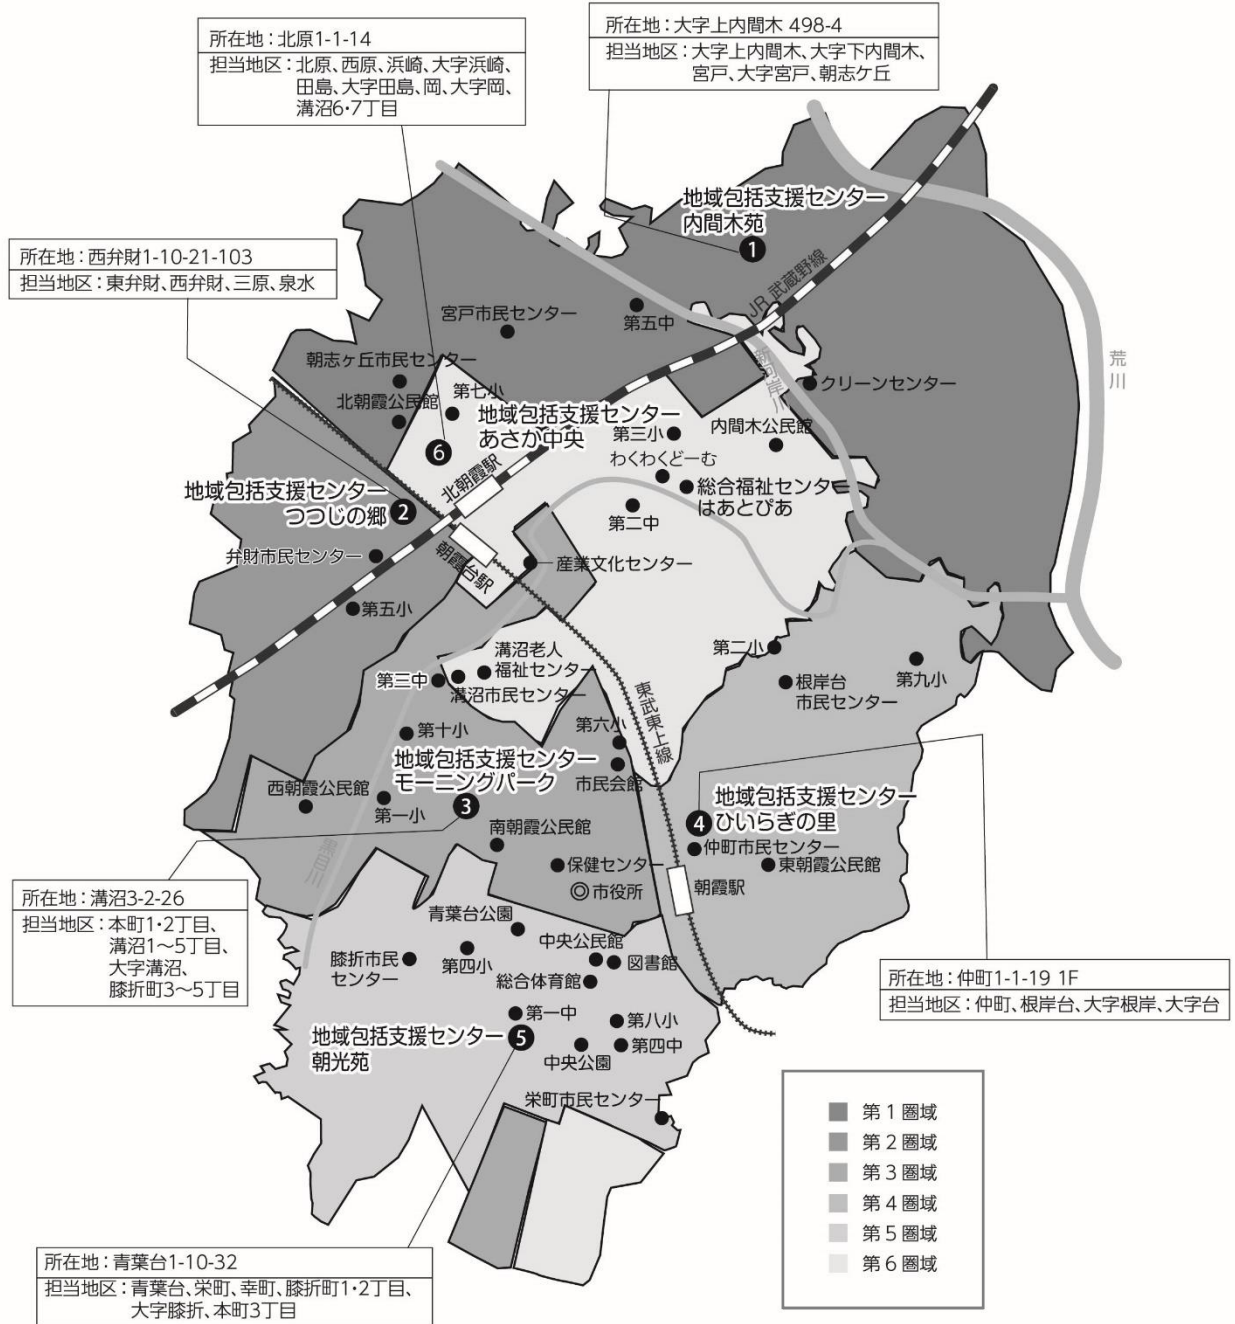 所在地：北原1-1-14
担当地区：北原、西原、浜崎、大字浜崎、
田島、大字田島、岡、大字岡、
溝沼6・7丁目
所在地：大字上内間木 498-4
担当地区：大字上内間木、大字下内間木、
宮戸、大字宮戸、朝志ケ丘
地域包括支援センター
内間木苑
1
所在地：西弁財1-10-21-103
担当地区：東弁財、西弁財、三原、泉水
JR 武蔵野線
宮戸市民センター
第五中
荒川
朝志ヶ丘市民センター
新河岸川
クリーンセンター
北朝霞公民館
第七小
地域包括支援センター
あさか中央
6
第三小
内間木公民館
わくわくどーむ
北朝霞駅
総合福祉センター
はあとぴあ
地域包括支援センター
つつじの郷
2
第二中
弁財市民センター
朝霞台駅
産業文化センター
第五小
溝沼老人
福祉センター
第二小
第九小
第三中
溝沼市民センター
根岸台
市民センター
東武東上線
第十小
第六小
地域包括支援センター
モーニングパーク
3
市民会館
西朝霞公民館
第一小
地域包括支援センター
ひいらぎの里
4
南朝霞公民館
仲町市民センター
黒目川
保健センター
東朝霞公民館
市役所
朝霞駅
所在地：溝沼3-2-26
担当地区：本町1・2丁目、
溝沼1～5丁目、
大字溝沼、
膝折町3～5丁目
青葉台公園
中央公民館
膝折市民
センター
第四小
図書館
総合体育館
所在地：仲町1-1-19 1F
担当地区：仲町、根岸台、大字根岸、大字台
第一中
第八小
地域包括支援センター
朝光苑
5
中央公園
第四中
栄町市民センター
第1圏域
第2圏域
第3圏域
第4圏域
第5圏域
第6圏域
所在地：青葉台1-10-32
担当地区：青葉台、栄町、幸町、膝折町1・2丁目、
大字膝折、本町3丁目